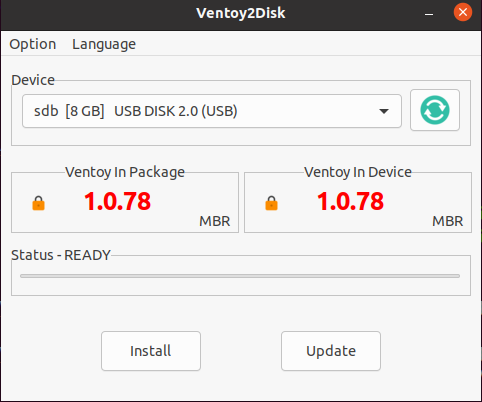 Ventoy2Disk
Option Language
Device
sdb [8 GB] USB DISK 2.0 (USB)
Ventoy In Package
1.0.78
MBR
Ventoy In Device
1.0.78
MBR
Status - READY
Install
Update